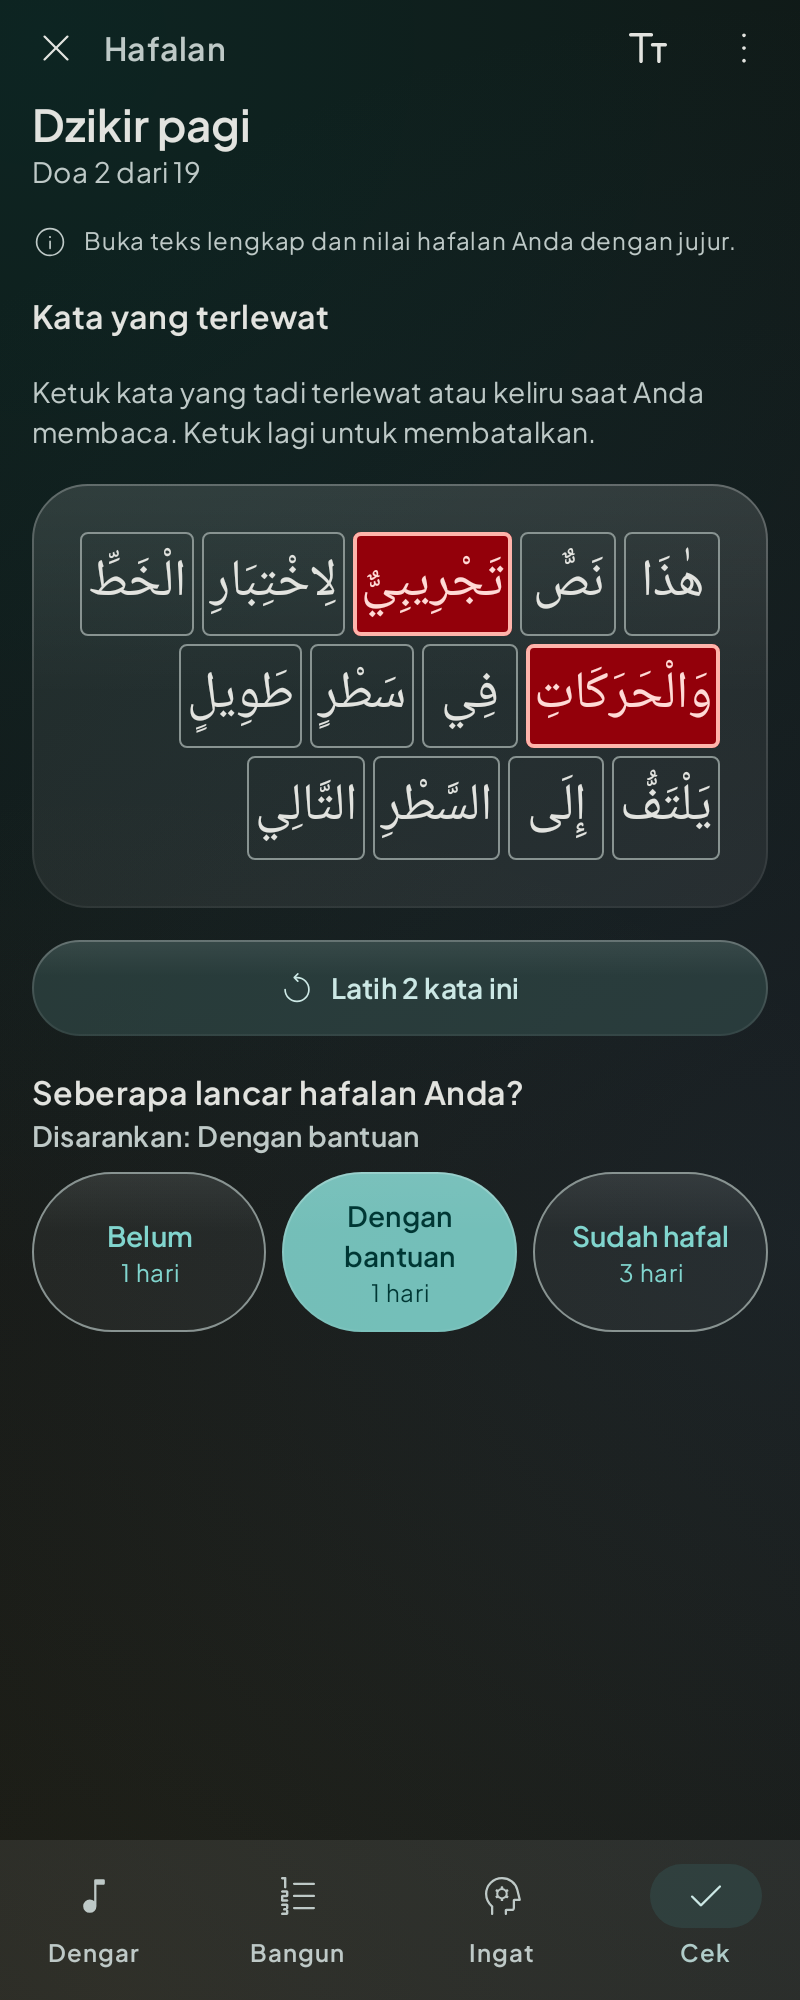 Hafalan
Dzikir pagi
Doa 2 dari 19
Buka teks lengkap dan nilai hafalan Anda dengan jujur.
Kata yang terlewat
Ketuk kata yang tadi terlewat atau keliru saat Anda
membaca. Ketuk lagi untuk membatalkan.
هٰذَا نَصٌّ تَجْرِيبِيٌّ لِاخْتِبَارِ الْخَطِّ
وَالْحَرَكَاتِ فِي سَطْرٍ طَوِيلٍ
يَلْتَفُّ إِلَى السَّطْرِ التَّالِي
Latih 2 kata ini
Seberapa lancar hafalan Anda?
Disarankan: Dengan bantuan
Belum
1 hari
Dengan
bantuan
1 hari
Sudah hafal
3 hari
Dengar
Bangun
Ingat
Cek